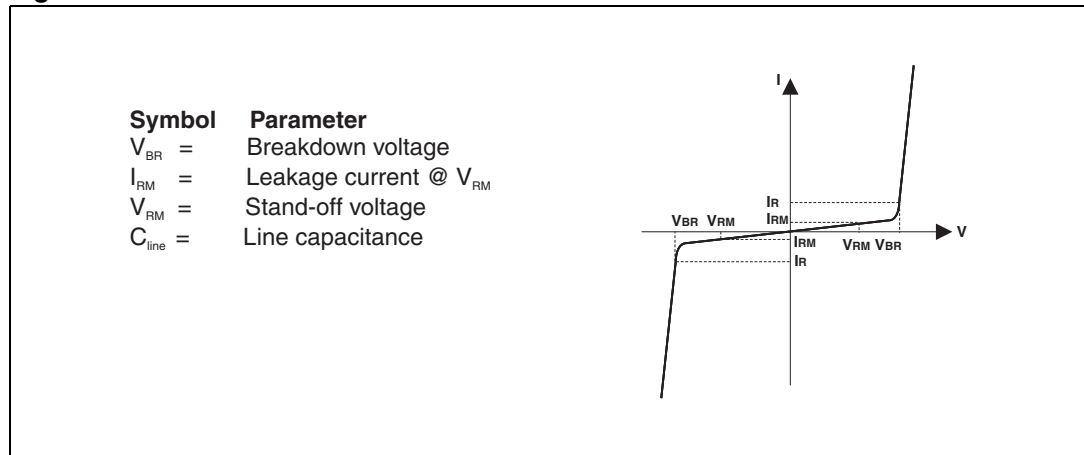 Symbol Parameter
VBR = Breakdown voltage
IRM = Leakage current @ VRM
VRM = Stand-off voltage
Cline = Line capacitance
I
IR
VBR VRM IRM
IRM VRM VBR V
IR